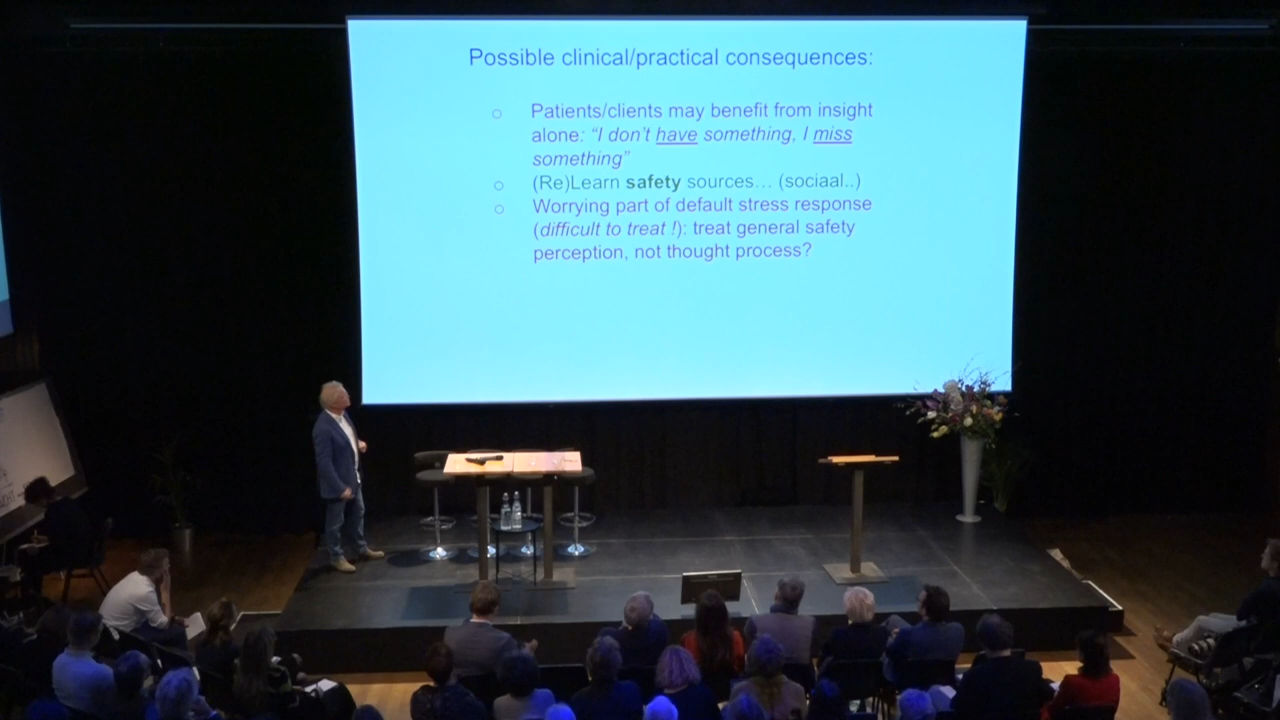 Possible clinical/practical consequences:
○ Patients/clients may benefit from insight
alone: “I don’t have something, I miss
something”
○ (Re)Learn safety sources… (sociaal..)
○ Worrying part of default stress response
(difficult to treat !): treat general safety
perception, not thought process?